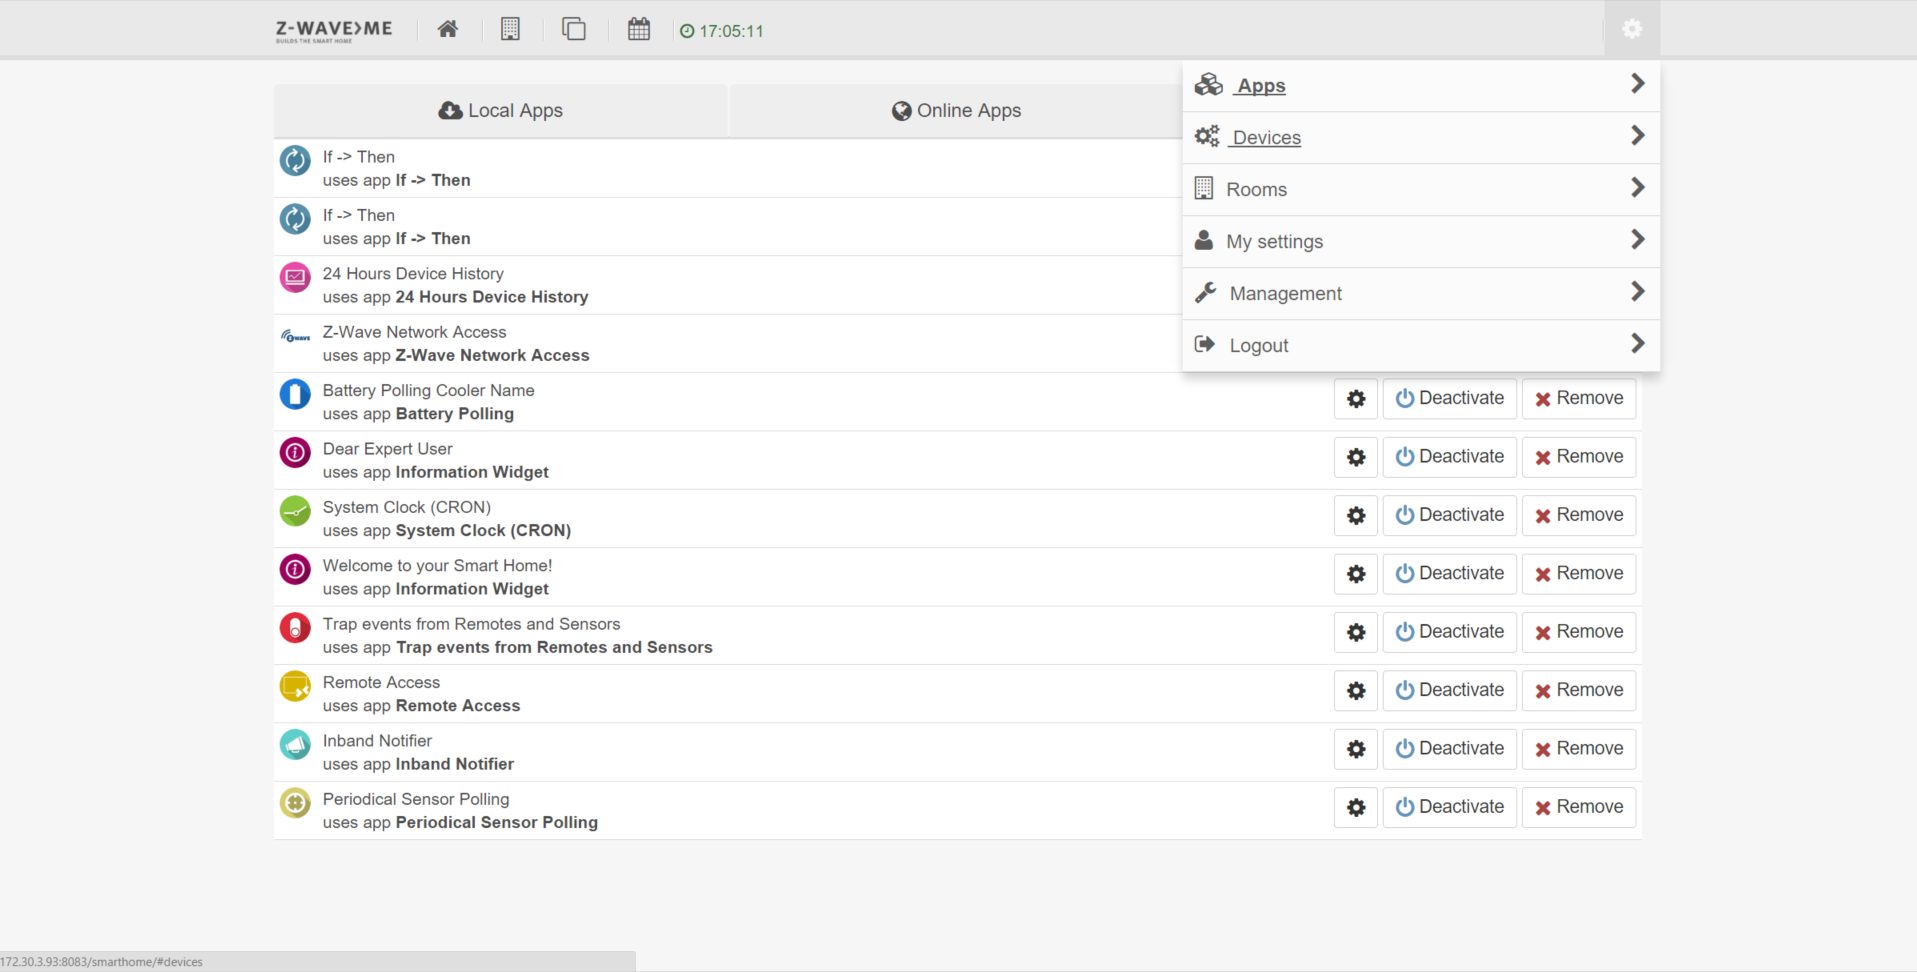 Z-WAVE>ME
BUILDS THE SMART HOME
17:05:11
Local Apps
Online Apps
Apps
Devices
Rooms
My settings
Management
Logout
If -> Then
uses app If -> Then
If -> Then
uses app If -> Then
24 Hours Device History
uses app 24 Hours Device History
Z-WAVE
Z-Wave Network Access
uses app Z-Wave Network Access
Battery Polling Cooler Name
uses app Battery Polling
Deactivate Remove
Dear Expert User
uses app Information Widget
Deactivate Remove
System Clock (CRON)
uses app System Clock (CRON)
Deactivate Remove
Welcome to your Smart Home!
uses app Information Widget
Deactivate Remove
Trap events from Remotes and Sensors
uses app Trap events from Remotes and Sensors
Deactivate Remove
Remote Access
uses app Remote Access
Deactivate Remove
Inband Notifier
uses app Inband Notifier
Deactivate Remove
Periodical Sensor Polling
uses app Periodical Sensor Polling
Deactivate Remove
172.30.3.93:8083/smarthome/#devices